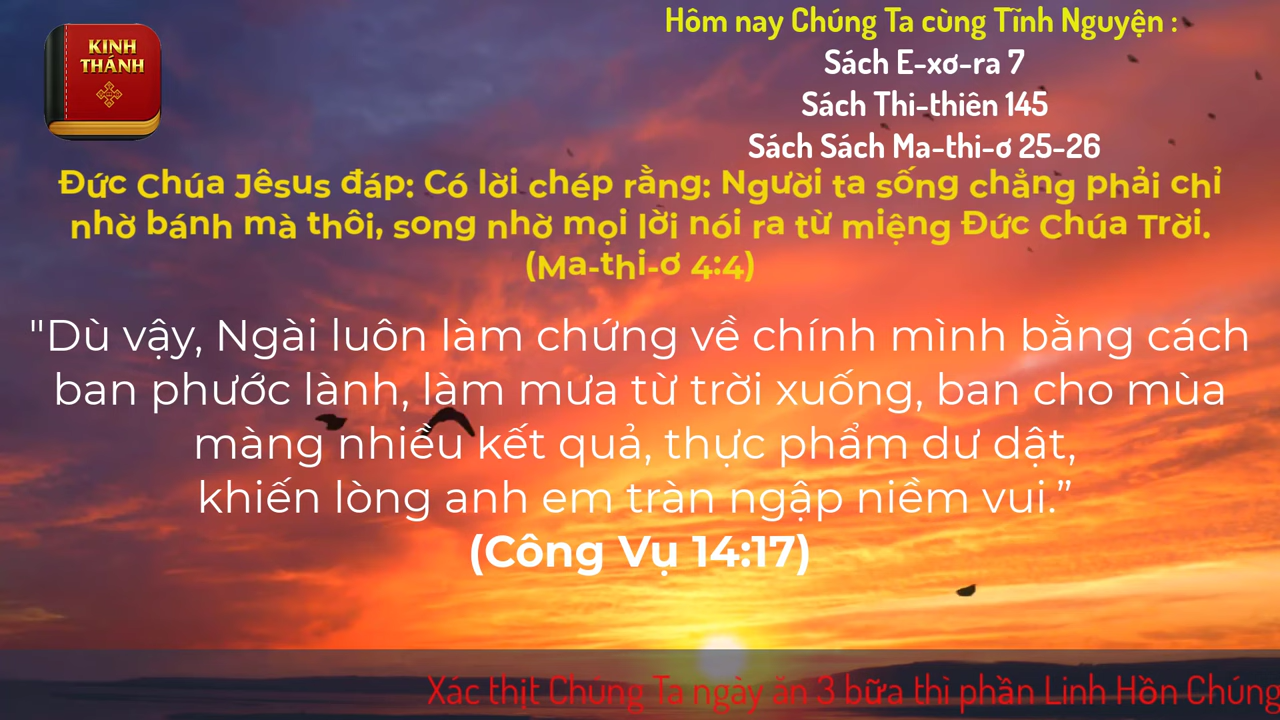 KINH
THÁNH
Hôm nay Chúng Ta cùng Tĩnh Nguyện :
Sách E-xơ-ra 7
Sách Thi-thiên 145
Sách Sách Ma-thi-ơ 25-26
Đức Chúa Jêsus đáp: Có lời chép rằng: Người ta sống chẳng phải chỉ
nhờ bánh mà thôi, song nhờ mọi lời nói ra từ miệng Đức Chúa Trời.
(Ma-thi-ơ 4:4)
"Dù vậy, Ngài luôn làm chứng về chính mình bằng cách
ban phước lành, làm mưa từ trời xuống, ban cho mùa
màng nhiều kết quả, thực phẩm dư dật,
khiến lòng anh em tràn ngập niềm vui.”
(Công Vụ 14:17)
Xác thịt Chúng Ta ngày ăn 3 bữa thì phần Linh Hồn Chúng